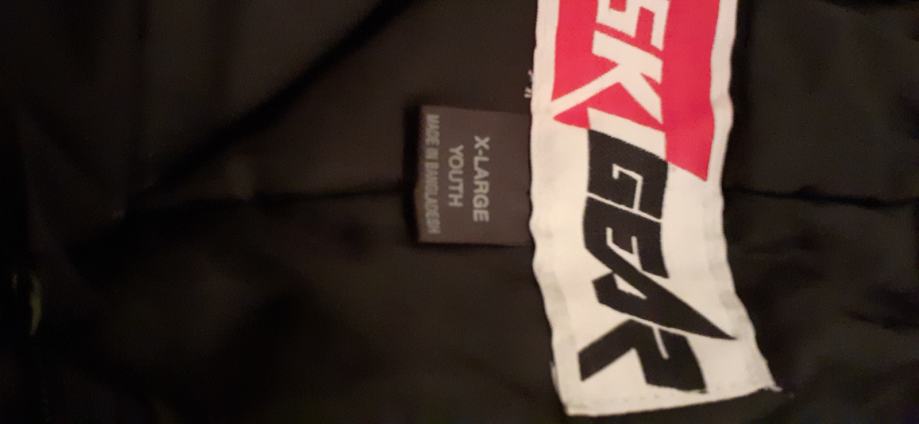 SKI
GEAR
X-LARGE
YOUTH
MADE IN BANGLADESH